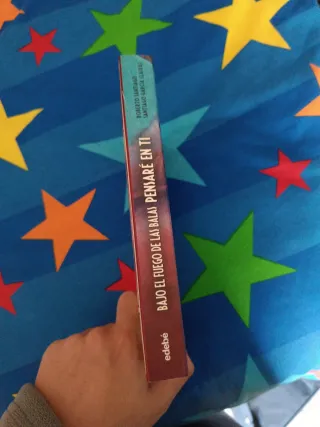 ROBERTO SANTIAGO
SANTIAGO GARCÍA-CLAIRAC
BAJO EL FUEGO DE LAS BALAS PENSARÉ EN TI
edebé